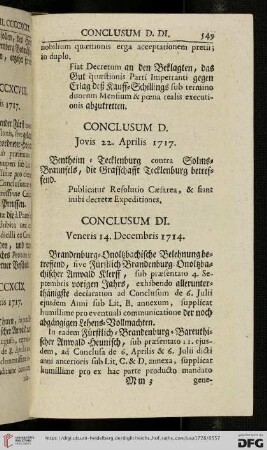 CONCLUSUM D. DI. 549
nobilium quæstionis erga acceptationem pretii;
in duplo.
Fiat Decretum an den Beklagten, das
Gut quæstionis Parti Impetranti gegen
Erlag deß Kauff-Schillings sub termino
duorum Mensium & pœna realis executi-
onis abzutretten.
CONCLUSUM D.
Jovis 22. Aprilis 1717.
Bentheim-Tecklenburg contra Solms-
Braunfels, die Graffschafft Tecklenburg betref-
fend.
Publicatur Resolutio Cæsarea, & fiant
inibi decretæ Expeditiones.
CONCLUSUM DI.
Veneris 14. Decembris 1714.
Brandenburg-Onoltzbachische Belehnung be-
treffend, sive Fürstlich-Brandenburg-Onoltzba-
chischer Anwald Klerff, sub præsentato 4. Se-
ptembris vorigen Jahrs, exhibendo allerunter-
thänigste declaration ad Conclusum de 6. Julii
ejusdem Anni sub Lit. B. annexum, supplicat
humillime pro eventuali communicatione der noch
abgängigen Lehens-Vollmachten.
In eadem Fürstlich-Brandenburg-Bareuthi-
scher Anwald Heunisch, sub præsentato 11. ejus-
dem, ad Conclusa de 6. Aprilis & 6. Julii dicti
anni anterioris sub Lit. C. & D. annexa, supplicat
humillime pro ex hac parte producto mandato
Mm 3 gene-